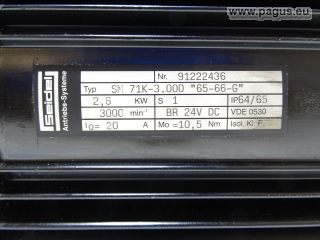 www.pagus.eu
Seidel
Antriebs-Systeme
Nr. 91222436
Typ SM 71K-3.000 "65-66-G"
2,6 KW S 1 IP64/65
3000 min⁻¹ BR 24V DC VDE 0530
Io= 20 A Mo=10,5 Nm Isol. Kl. F